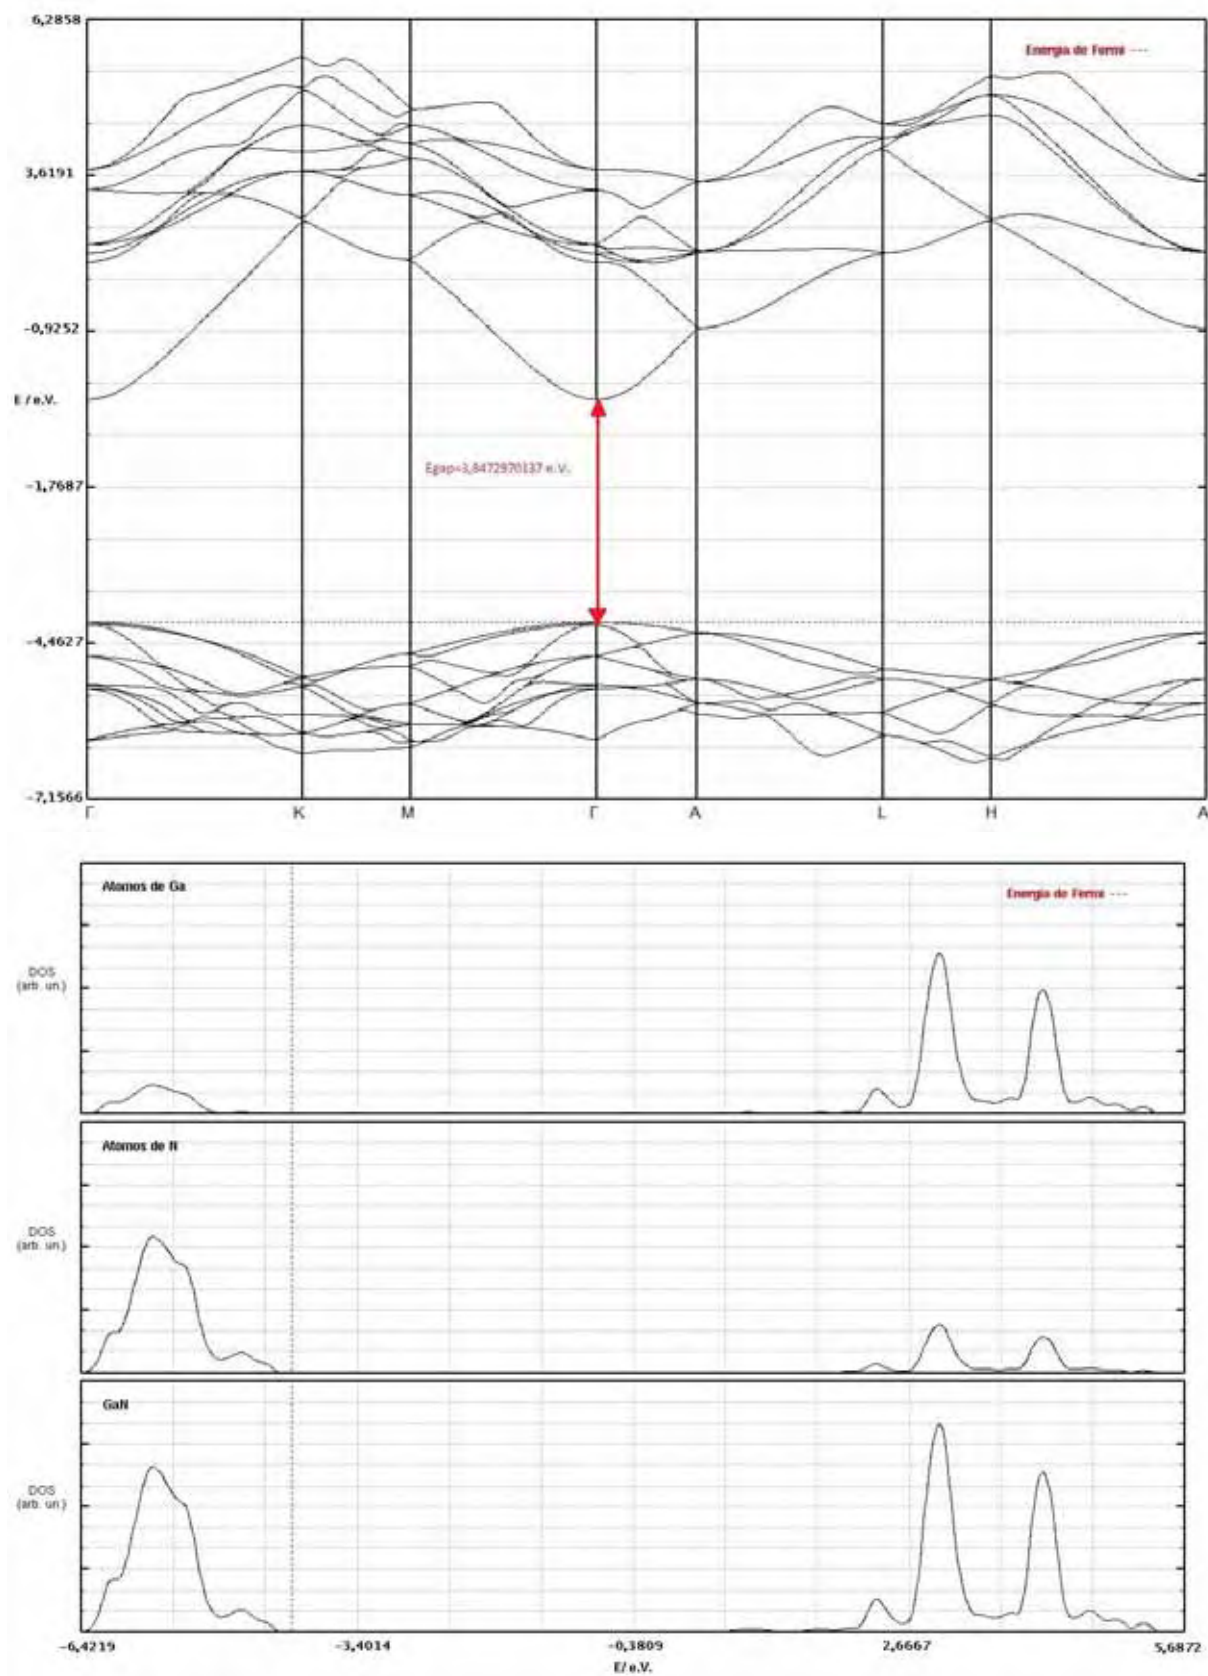 6,2858
Energia de Fermi ---
3,6191
-0,9252
E / e.V.
Egap=3,8472970137 e.V.
-1,7687
-4,4627
-7,1566
Γ K M Γ A L H A
Atomos de Ga
Energia de Fermi ---
DOS
(arb. un.)
Atomos de N
DOS
(arb. un.)
GaN
DOS
(arb. un.)
-6,4219 -3,4014 -0,3809 2,6667 5,6872
E/ e.V.